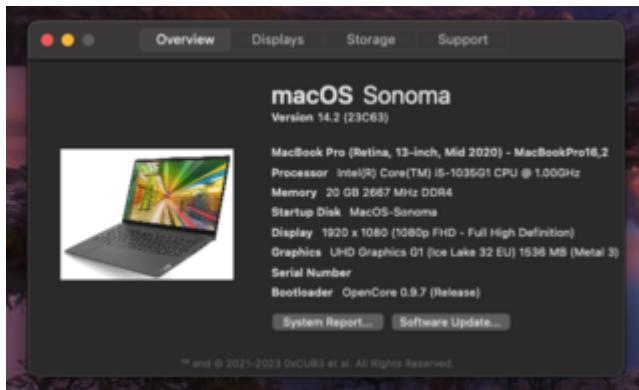 Overview Displays Storage Support
macOS Sonoma
Version 14.2 (23C63)
MacBook Pro (Retina, 13-inch, Mid 2020) - MacBookPro16,2
Processor Intel(R) Core(TM) i5-1035G1 CPU @ 1.00GHz
Memory 20 GB 2667 MHz DDR4
Startup Disk MacOS-Sonoma
Display 1920 x 1080 (1080p FHD - Full High Definition)
Graphics UHD Graphics G1 (Ice Lake 32 EU) 1536 MB (Metal 3)
Serial Number
Bootloader OpenCore 0.9.7 (Release)
System Report... Software Update...
™ and © 2021-2023 0xCUB3 et al. All Rights Reserved.